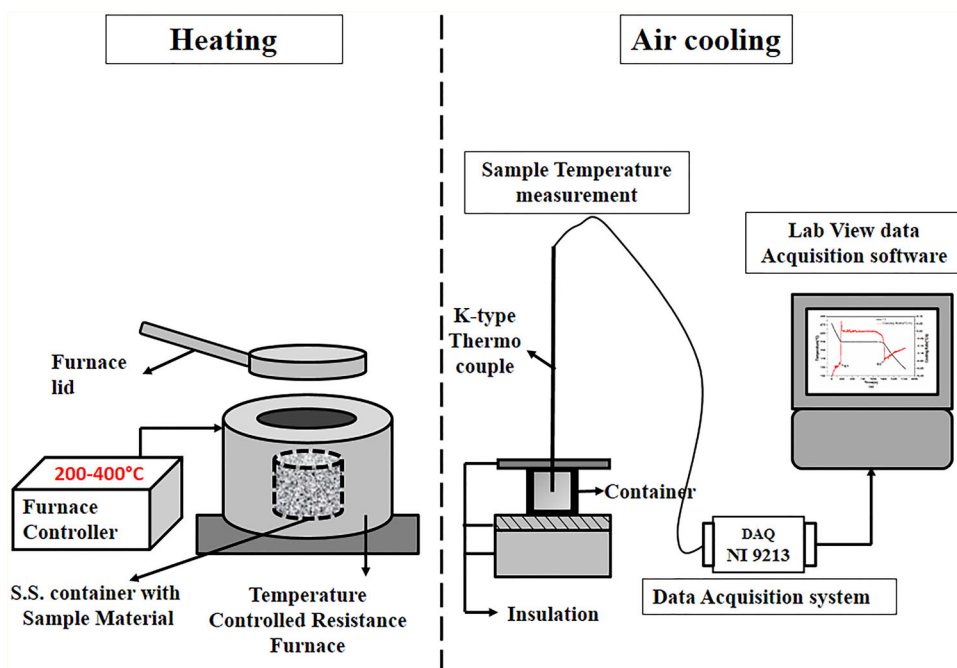 Heating
Air cooling
Sample Temperature
measurement
Lab View data
Acquisition software
K-type
Thermo
couple
Furnace
lid
200-400°C
Furnace
Controller
Container
DAQ
NI 9213
S.S. container with
Sample Material
Temperature
Controlled Resistance
Furnace
Insulation
Data Acquisition system